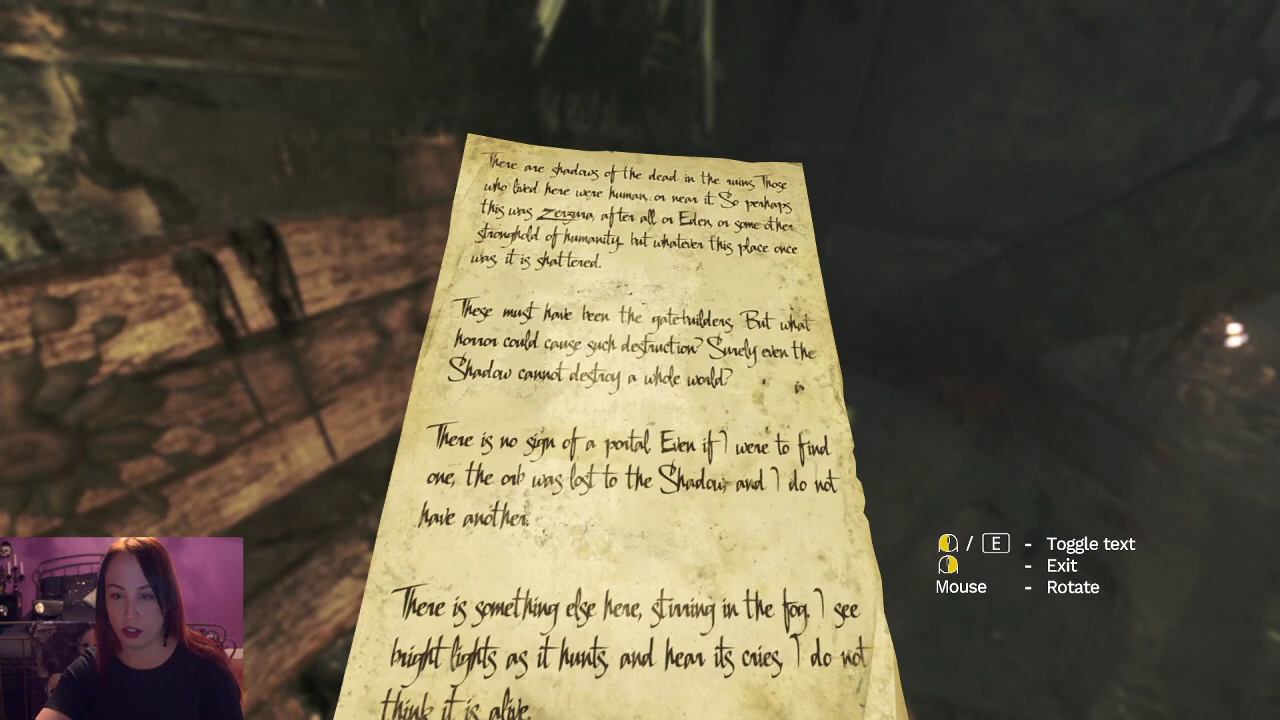 There are shadows of the dead in the ruins. Those
who lived here were human, or near it. So perhaps
this was Zerzura, after all or Eden, or some other
stronghold of humanity. but whatever this place once
was, it is shattered.
These must have been the gatebuilders. But what
horror could cause such destruction? Surely even the
Shadow cannot destroy a whole world?
There is no sign of a portal. Even if I were to find
one, the orb was lost to the Shadow, and I do not
have another.
There is something else here, stirring in the fog. I see
bright lights as it hunts, and hear its cries, I do not
think it is alive.
/ E - Toggle text
- Exit
Mouse - Rotate